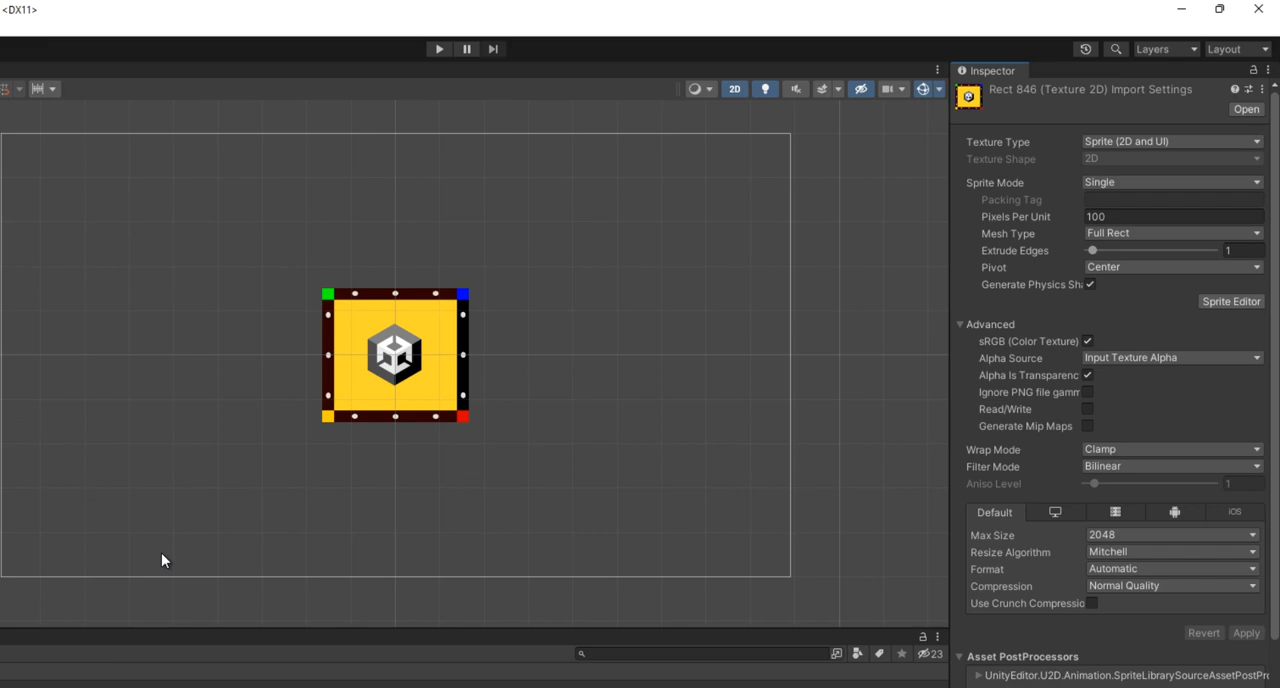 <DX11>
Layers
Layout
Inspector
2D
Rect 846 (Texture 2D) Import Settings
Open
Texture Type Sprite (2D and UI)
Texture Shape 2D
Sprite Mode Single
Packing Tag
Pixels Per Unit 100
Mesh Type Full Rect
Extrude Edges 1
Pivot Center
Generate Physics Sh
Sprite Editor
Advanced
sRGB (Color Texture)
Alpha Source Input Texture Alpha
Alpha Is Transparenc
Ignore PNG file gamm
Read/Write
Generate Mip Maps
Wrap Mode Clamp
Filter Mode Bilinear
Aniso Level 1
Default iOS
Max Size 2048
Resize Algorithm Mitchell
Format Automatic
Compression Normal Quality
Use Crunch Compressio
Revert Apply
23
Asset PostProcessors
UnityEditor.U2D.Animation.SpriteLibrarySourceAssetPostPr